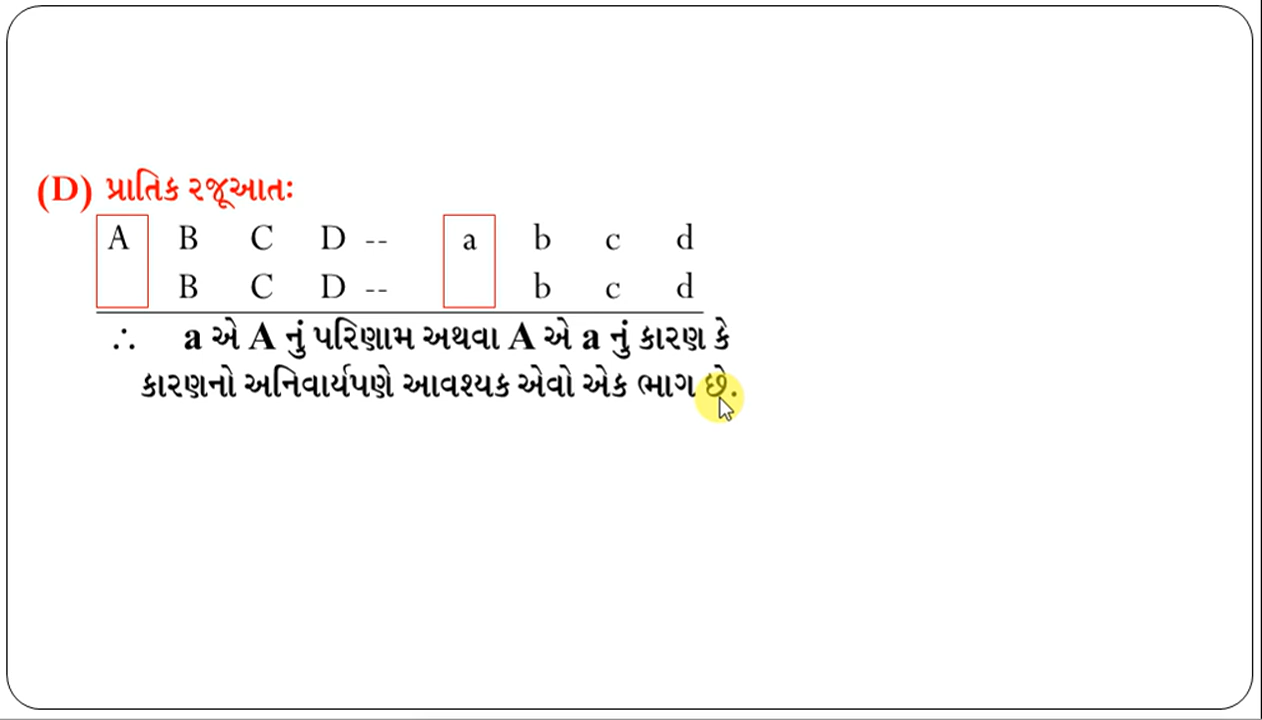 (D) પ્રાતિક રજૂઆતઃ
A B C D -- a b c d
B C D -- b c d
∴ a એ A નું પરિણામ અથવા A એ a નું કારણ કે
કારણનો અનિવાર્યપણે આવશ્યક એવો એક ભાગ છે.